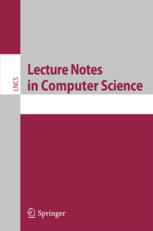 LNCS
Lecture Notes
in Computer Science
Springer